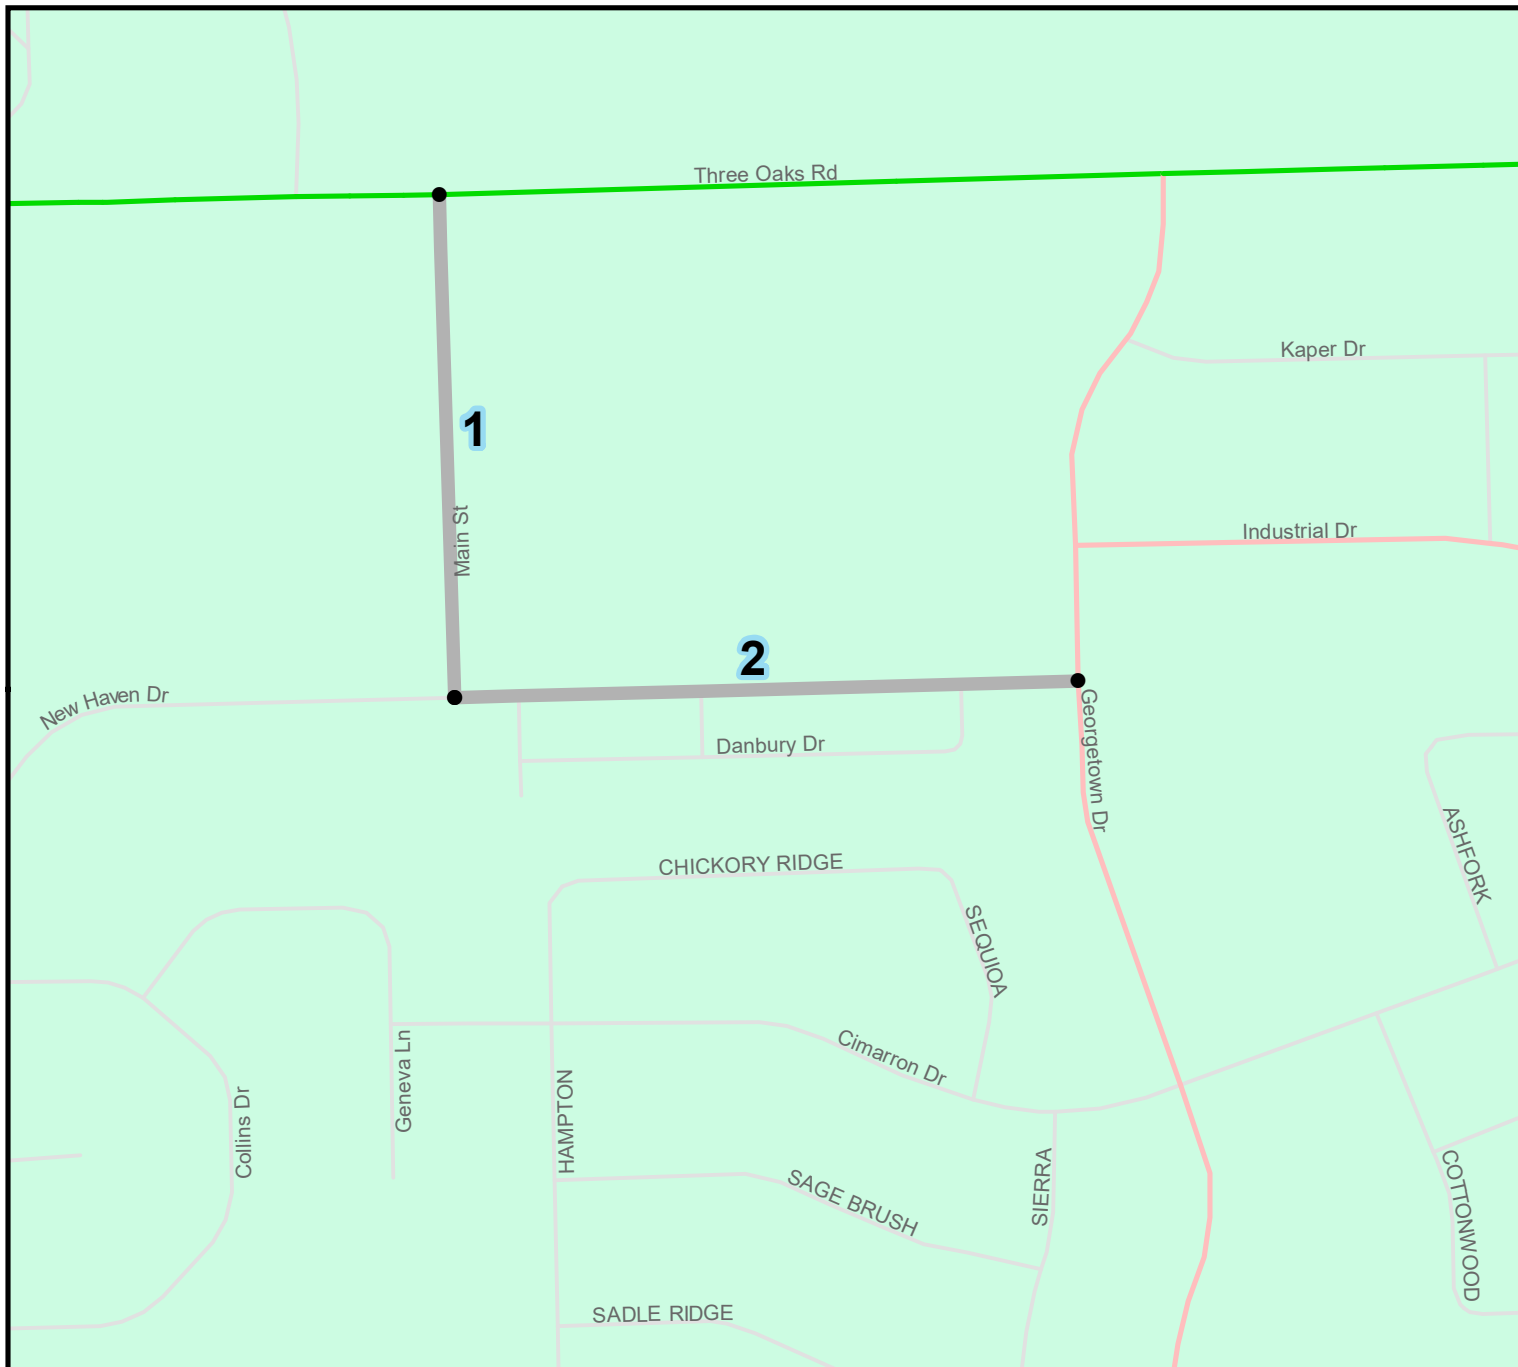 Three Oaks Rd
Kaper Dr
1
Main St
Industrial Dr
2
New Haven Dr
Danbury Dr
Georgetown Dr
CHICKORY RIDGE
ASHFORK
SEQUIOA
Cimarron Dr
Geneva Ln
HAMPTON
Collins Dr
SAGE BRUSH
SIERRA
COTTONWOOD
SADLE RIDGE